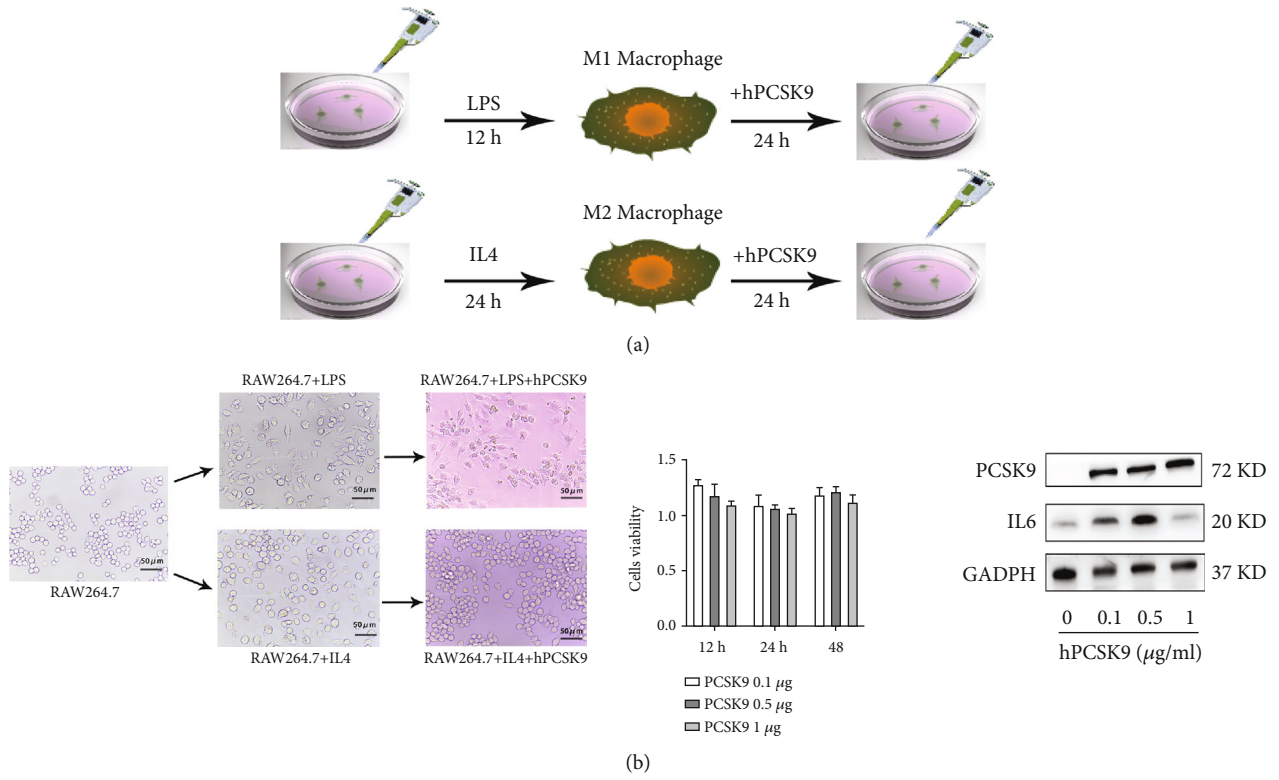 M1 Macrophage
LPS
12 h
+hPCSK9
24 h
M2 Macrophage
IL4
24 h
+hPCSK9
24 h
(a)
RAW264.7+LPS
RAW264.7+LPS+hPCSK9
50 μm
50 μm
50 μm
RAW264.7
50 μm
50 μm
RAW264.7+IL4
RAW264.7+IL4+hPCSK9
Cells viability
1.5
1.0
0.5
0.0
12 h
24 h
48
PCSK9 0.1 μg
PCSK9 0.5 μg
PCSK9 1 μg
PCSK9
72 KD
IL6
20 KD
GADPH
37 KD
0 0.1 0.5 1
hPCSK9 (μg/ml)
(b)